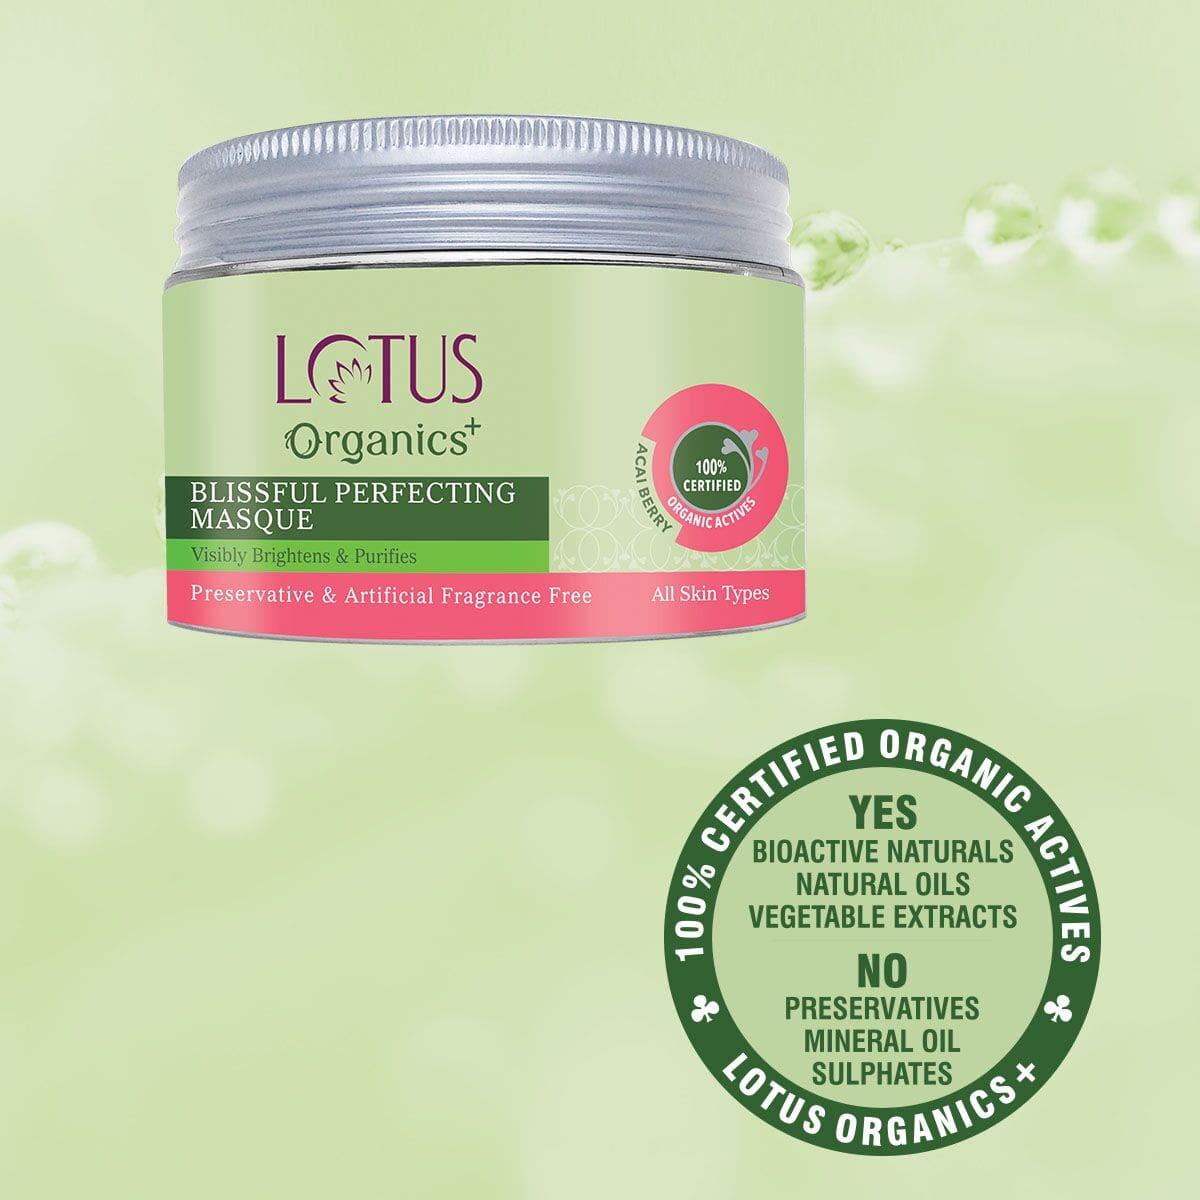 LOTUS
Organics+
BLISSFUL PERFECTING
MASQUE
Visibly Brightens & Purifies
Preservative & Artificial Fragrance Free
All Skin Types
ACAI BERRY
100%
CERTIFIED
ORGANIC ACTIVES
100% CERTIFIED ORGANIC ACTIVES
YES
BIOACTIVE NATURALS
NATURAL OILS
VEGETABLE EXTRACTS
NO
PRESERVATIVES
MINERAL OIL
SULPHATES
LOTUS ORGANICS+